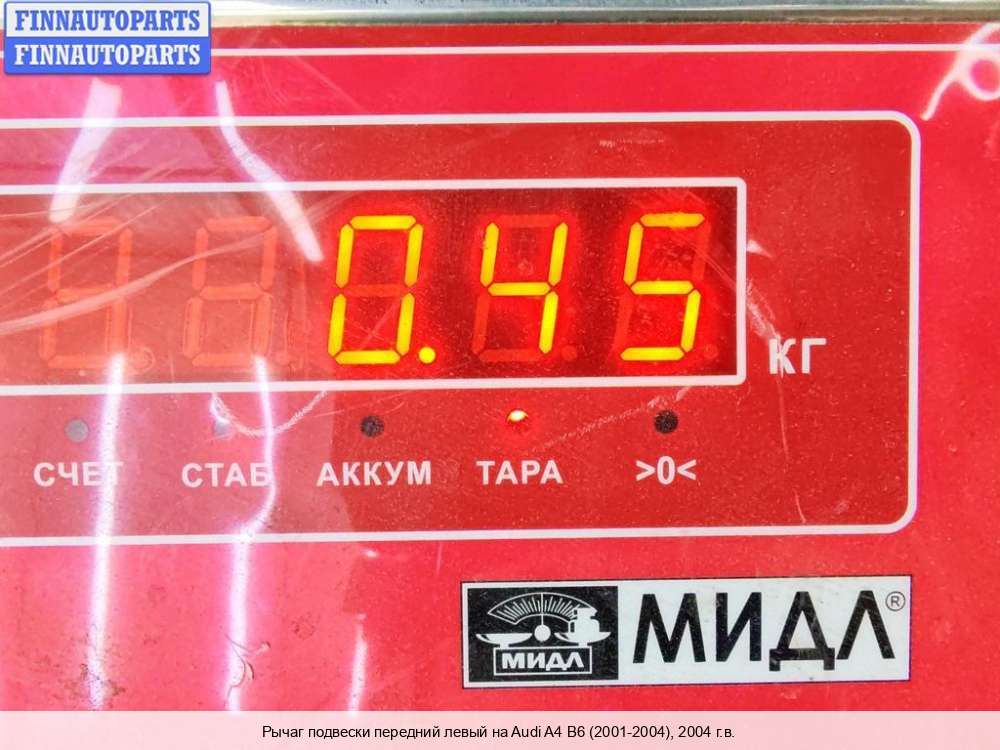 FINNAUTOPARTS
FINNAUTOPARTS
0.45
КГ
СЧЕТ СТАБ АККУМ ТАРА >0<
МИДЛ МИДЛ®
Рычаг подвески передний левый на Audi A4 B6 (2001-2004), 2004 г.в.